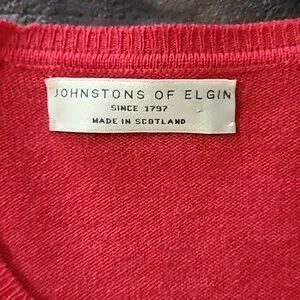 JOHNSTONS OF ELGIN
SINCE 1797
MADE IN SCOTLAND